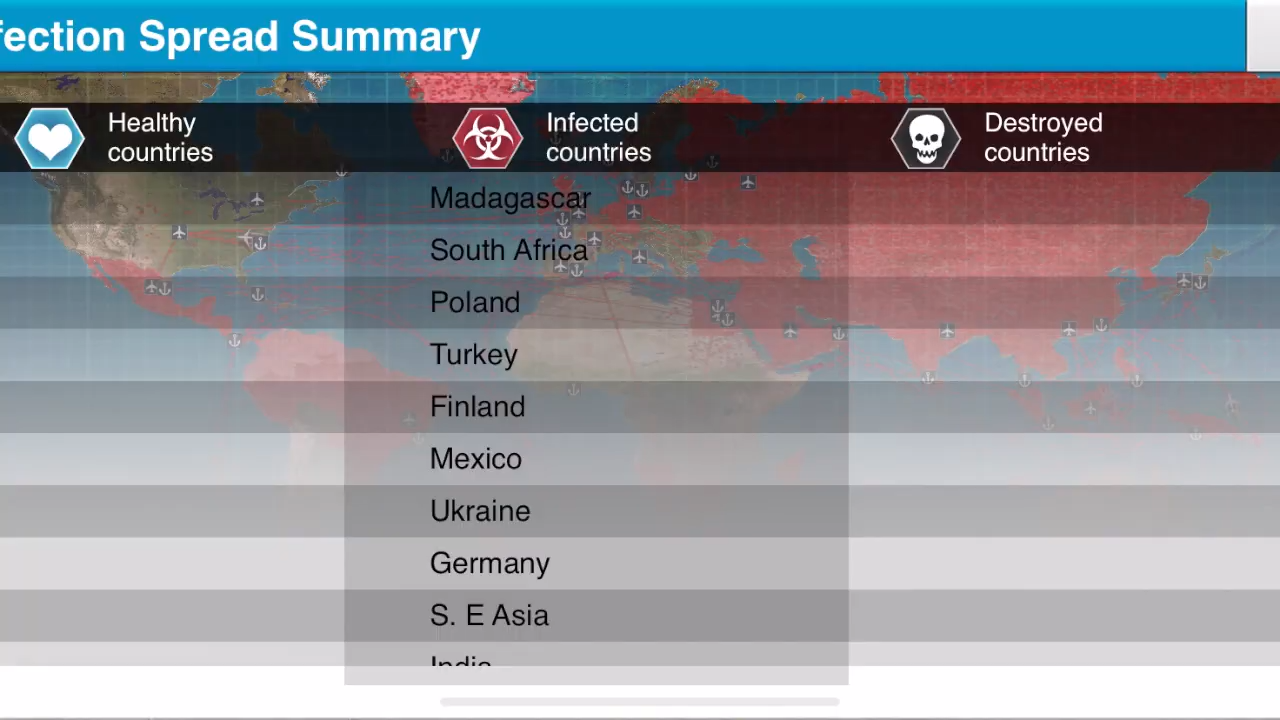 fection Spread Summary
Healthy
countries
Infected
countries
Destroyed
countries
Madagascar
South Africa
Poland
Turkey
Finland
Mexico
Ukraine
Germany
S. E Asia
India